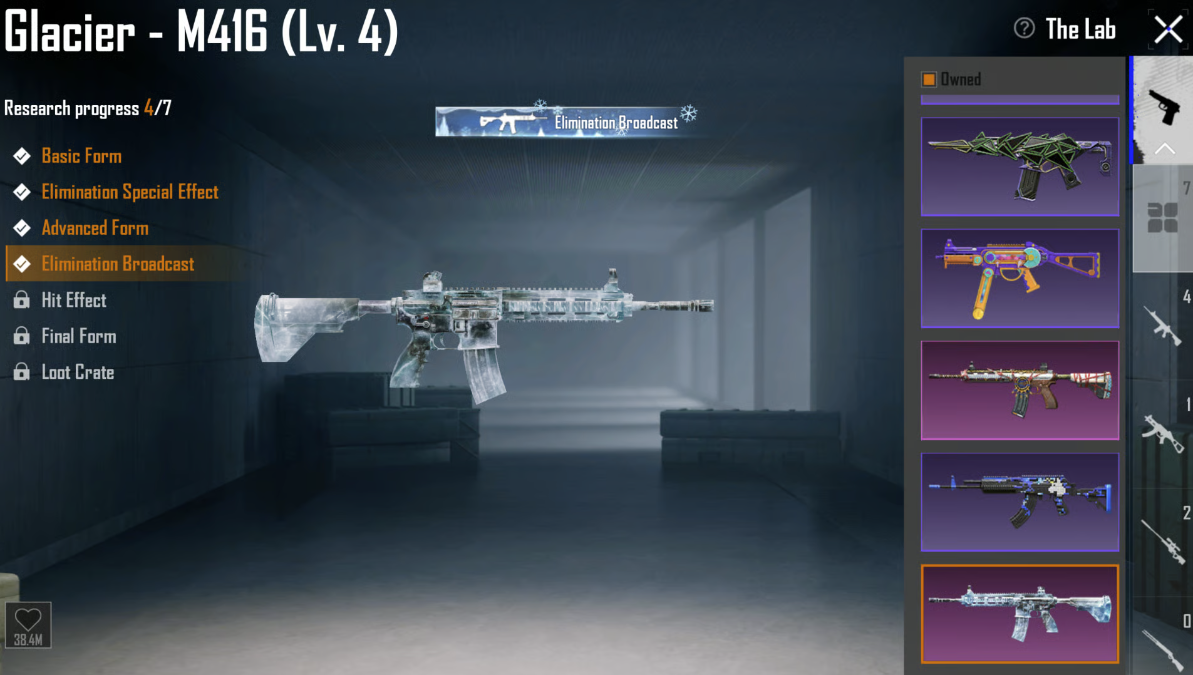 Glacier - M416 (Lv. 4)
The Lab
Research progress 4/7
Basic Form
Elimination Special Effect
Advanced Form
Elimination Broadcast
Hit Effect
Final Form
Loot Crate
38.4M
Elimination Broadcast
Owned
7
4
1
2
0